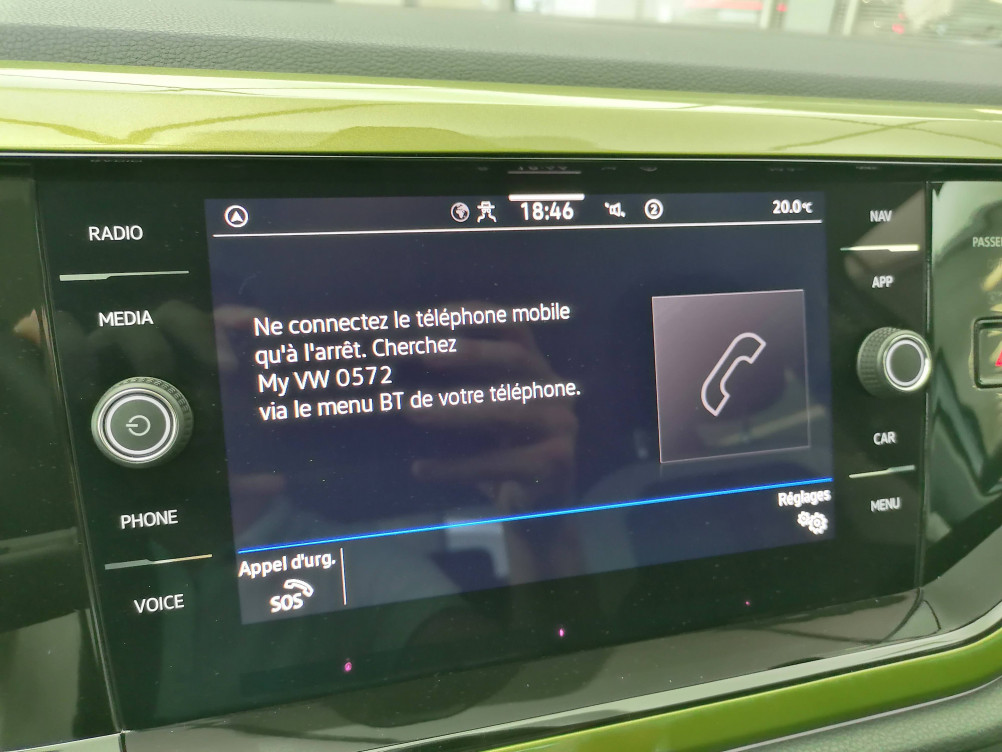 RADIO
MEDIA
PHONE
VOICE
18:46
2
20.0°C
Ne connectez le téléphone mobile
qu'à l'arrêt. Cherchez
My VW 0572
via le menu BT de votre téléphone.
Réglages
Appel d'urg.
SOS
NAV
APP
CAR
MENU